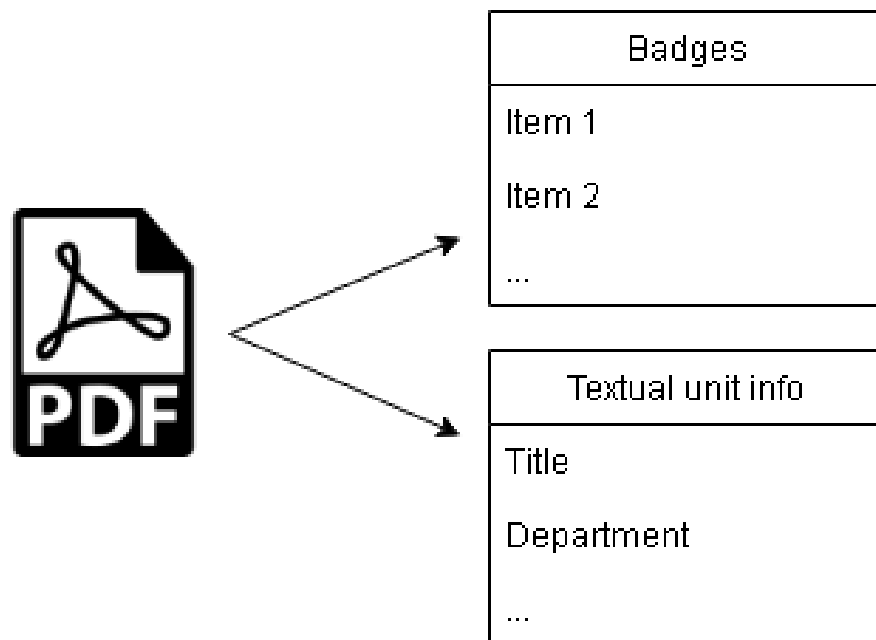 PDF
Badges
Item 1
Item 2
...
Textual unit info
Title
Department
...